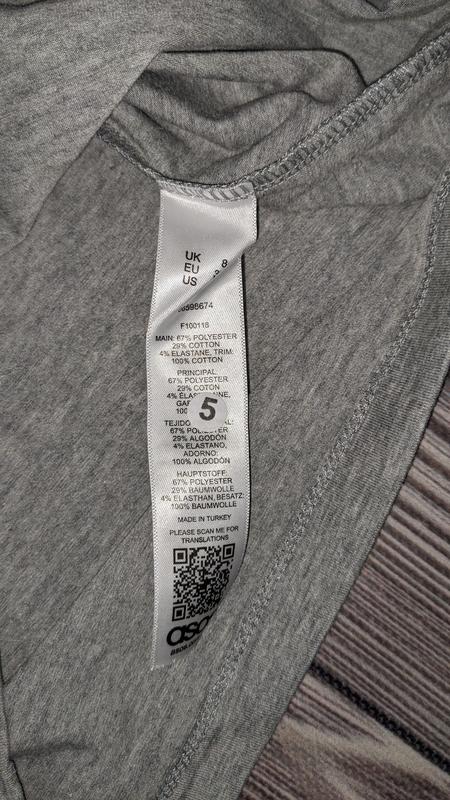 UK 8
EU
US
F100118
MAIN: 67% POLYESTER
29% COTTON
4% ELASTANE, TRIM:
100% COTTON
PRINCIPAL
67% POLYESTER
29% COTON
5
67%
29% ALGODÓN
4% ELASTANO,
ADORNO:
100% ALGODÓN
HAUPTSTOFF:
67% POLYESTER
29% BAUMWOLLE
4% ELASTHAN, BESATZ:
100% BAUMWOLLE
MADE IN TURKEY
PLEASE SCAN ME FOR
TRANSLATIONS